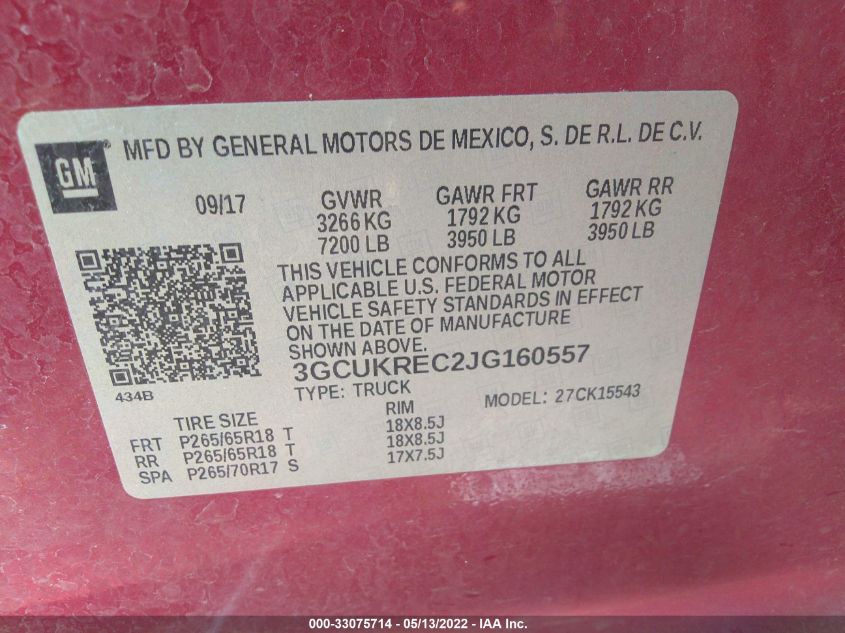 GM
MFD BY GENERAL MOTORS DE MEXICO, S. DE R.L. DE C.V.
09/17
GVWR GAWR FRT GAWR RR
3266 KG 1792 KG 1792 KG
7200 LB 3950 LB 3950 LB
THIS VEHICLE CONFORMS TO ALL
APPLICABLE U.S. FEDERAL MOTOR
VEHICLE SAFETY STANDARDS IN EFFECT
ON THE DATE OF MANUFACTURE
SHOWN ABOVE.
3GCUKREC2JG160557
434B
TYPE: TRUCK MODEL: 27CK15543
TIRE SIZE RIM
FRT P265/65R18 T 18X8.5J
RR P265/65R18 T 18X8.5J
SPA P265/70R17 S 17X7.5J
000-33075714 - 05/13/2022 - IAA Inc.